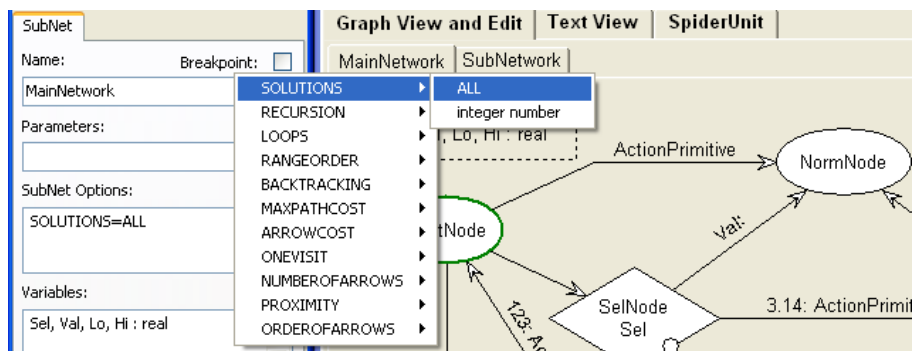 SubNet
Name:
Breakpoint:
MainNetwork
Parameters:
SubNet Options:
SOLUTIONS=ALL
Variables:
Sel, Val, Lo, Hi : real
SOLUTIONS
RECURSION
LOOPS
RANGEORDER
BACKTRACKING
MAXPATHCOST
ARROWCOST
ONEVISIT
NUMBEROFARROWS
PROXIMITY
ORDEROFARROWS
ALL
integer number
Graph View and Edit
Text View
SpiderUnit
MainNetwork
SubNetwork
, Lo, Hi : real
ActionPrimitive
NormNode
tNode
Val:
SelNode
Sel
3.14: ActionPrimit
123: Ac